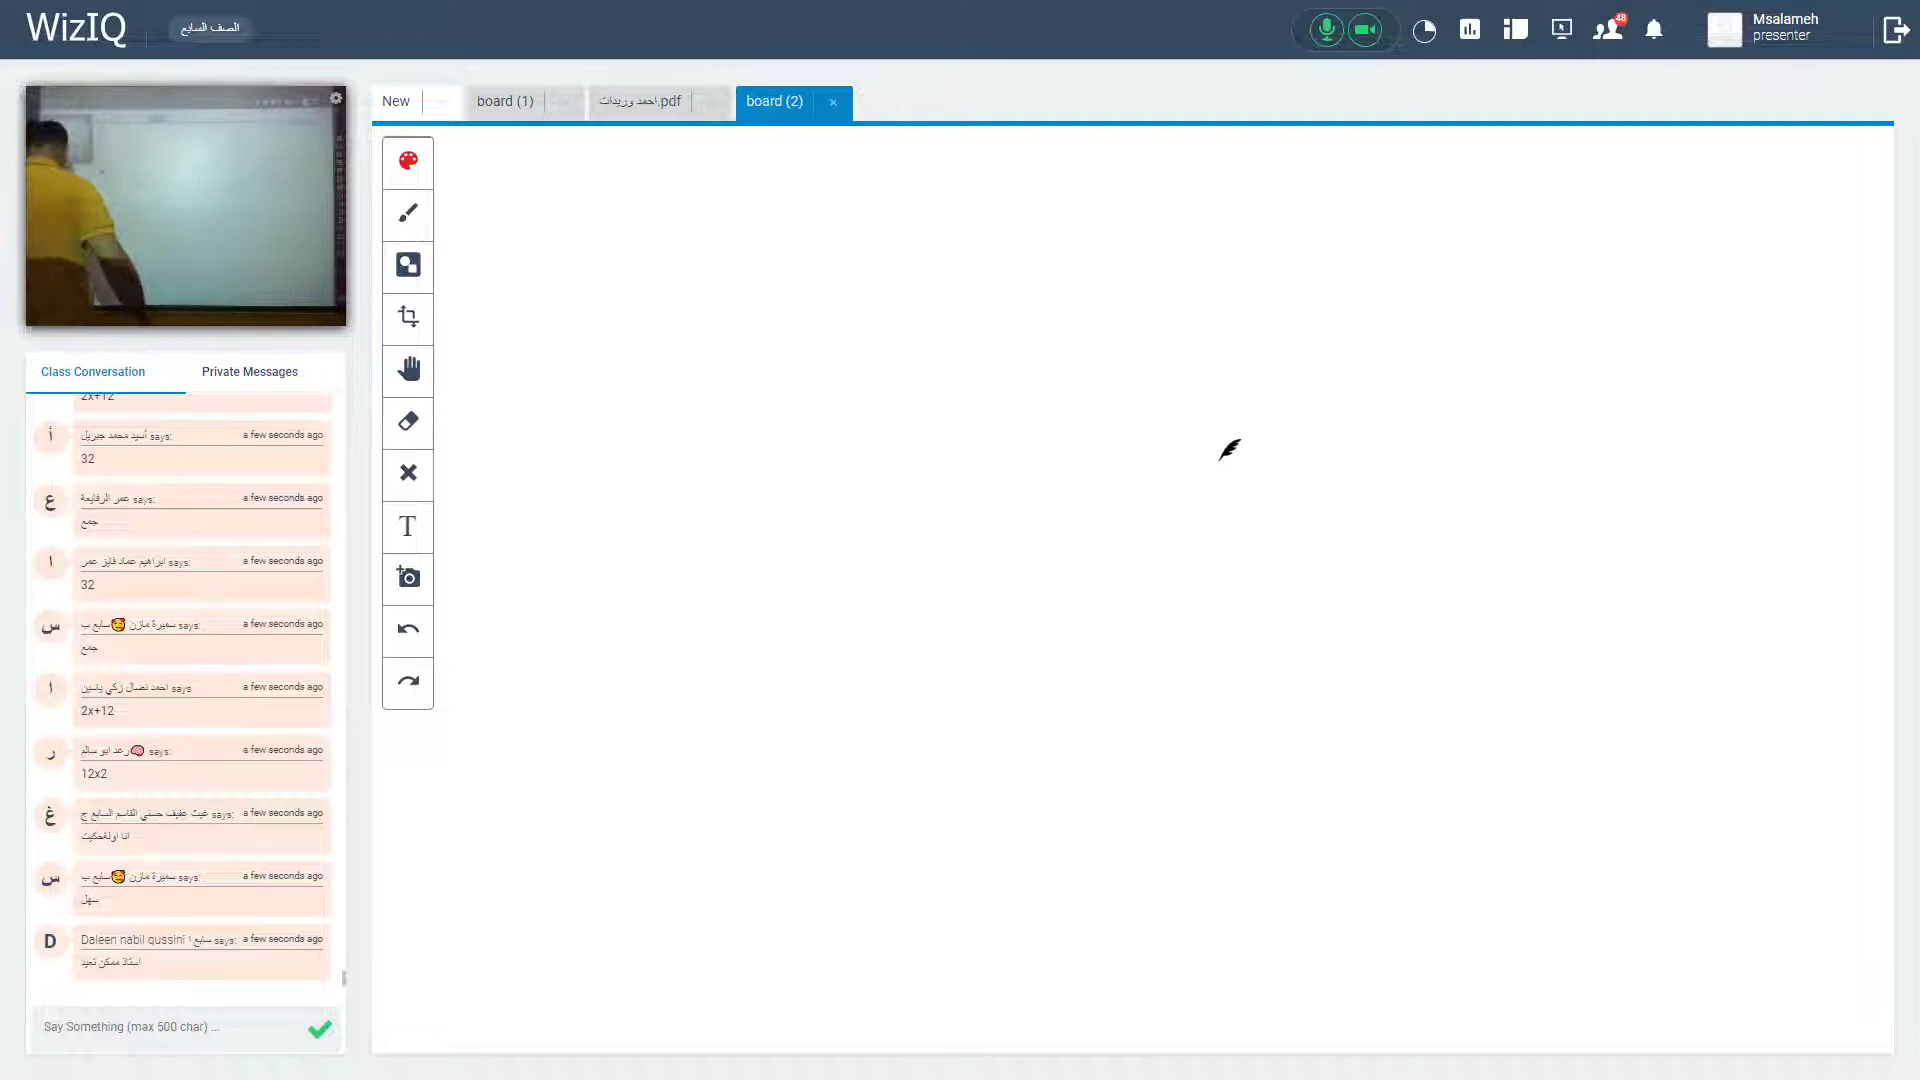 WizIQ
الصف السابع
48
Msalameh
presenter
New
board (1)
احمد وريدات.pdf
board (2)
Class Conversation
Private Messages
2x+12
أ
أسيد محمد جبريل says:
a few seconds ago
32
ع
عمر الرفايعة says:
a few seconds ago
جمع
ا
ابراهيم عماد فايز عمر says:
a few seconds ago
32
س
سميرة مازن 🥰سابع ب says:
a few seconds ago
جمع
ا
احمد نضال زكي ياسين says
a few seconds ago
2x+12
ر
🧠رعد ابو سالم says:
a few seconds ago
12x2
غ
غيث عفيف حسني القاسم السابع ج says:
a few seconds ago
انا اولةحكيت
س
سميرة مازن 🥰سابع ب says:
a few seconds ago
سهل
D
Daleen nabil qussini سابع ا says:
a few seconds ago
استاذ ممكن تعيد
Say Something (max 500 char) ...
T